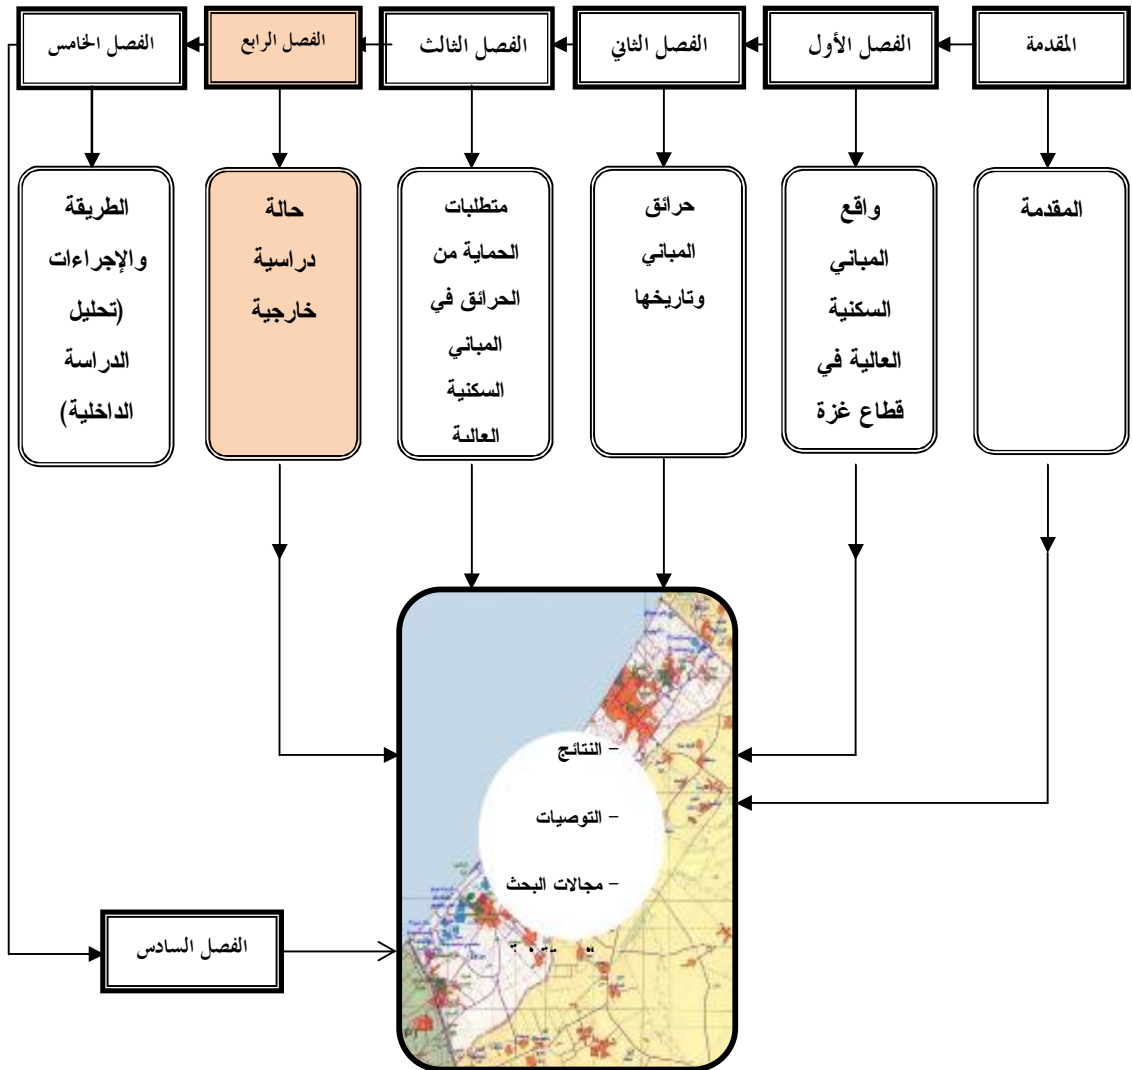 المقدمة
الفصل الأول
الفصل الثاني
الفصل الثالث
الفصل الرابع
الفصل الخامس
المقدمة
واقع
المباني
السكنية
العالية في
قطاع غزة
حرائق
المباني
وتاريخها
متطلبات
الحماية من
الحرائق في
المباني
السكنية
العالية
حالة
دراسية
خارجية
الطريقة
والإجراءات
(تحليل
الدراسة
الداخلية)
- النتائج
- التوصيات
- مجالات البحث
الفصل السادس